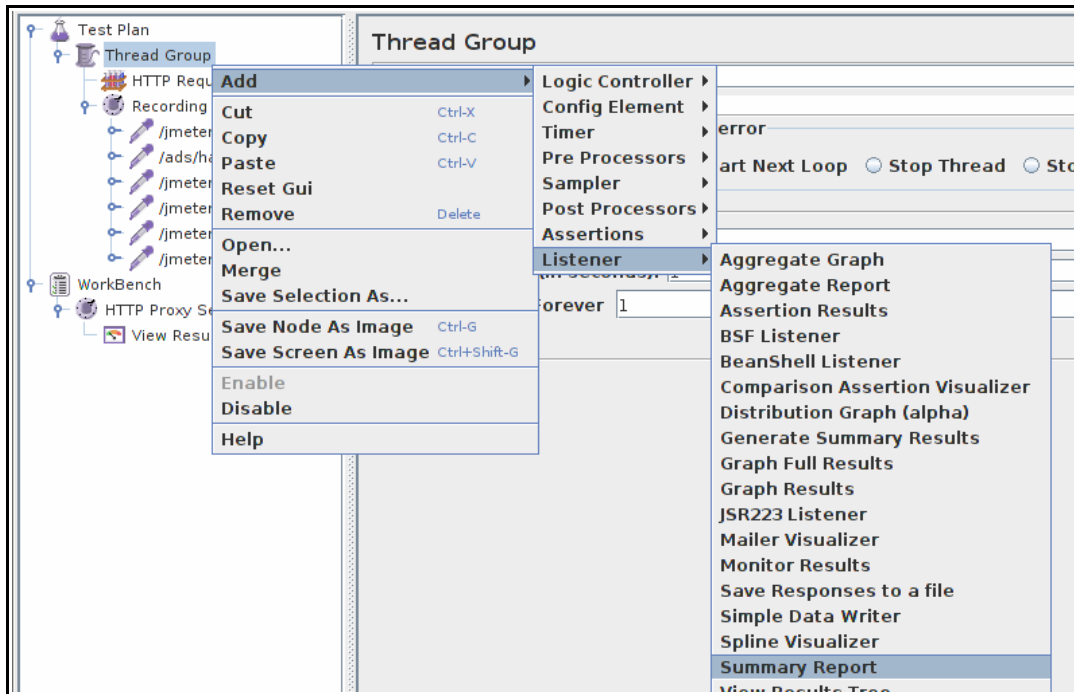 Test Plan
Thread Group
HTTP Requ
Recording
/jmeter
/ads/ha
/jmeter
/jmeter
/jmeter
/jmeter
WorkBench
HTTP Proxy Se
View Resu
Add
Cut Ctrl-X
Copy Ctrl-C
Paste Ctrl-V
Reset Gui
Remove Delete
Open...
Merge
Save Selection As...
Save Node As Image Ctrl-G
Save Screen As Image Ctrl+Shift-G
Enable
Disable
Help
Thread Group
error
art Next Loop Stop Thread Sto
orever 1
Logic Controller
Config Element
Timer
Pre Processors
Sampler
Post Processors
Assertions
Listener
Aggregate Graph
Aggregate Report
Assertion Results
BSF Listener
BeanShell Listener
Comparison Assertion Visualizer
Distribution Graph (alpha)
Generate Summary Results
Graph Full Results
Graph Results
JSR223 Listener
Mailer Visualizer
Monitor Results
Save Responses to a file
Simple Data Writer
Spline Visualizer
Summary Report
View Results Tree